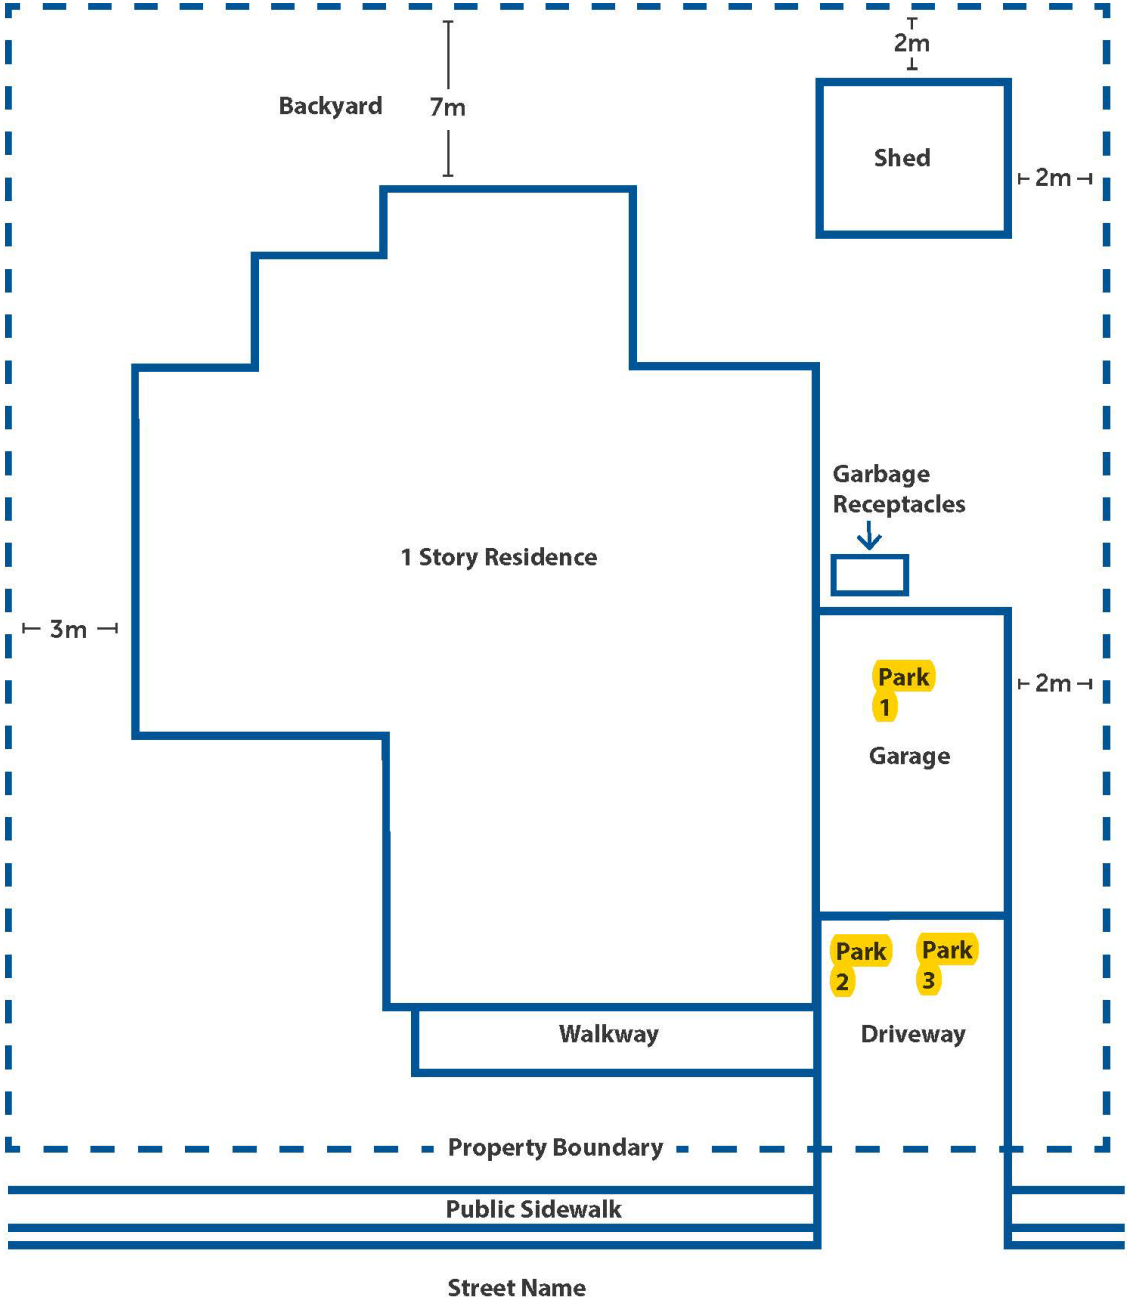 2m
Backyard
7m
Shed
2m
Garbage
Receptacles
1 Story Residence
3m
Park
1
2m
Garage
Park
2
Park
3
Walkway
Driveway
Property Boundary
Public Sidewalk
Street Name